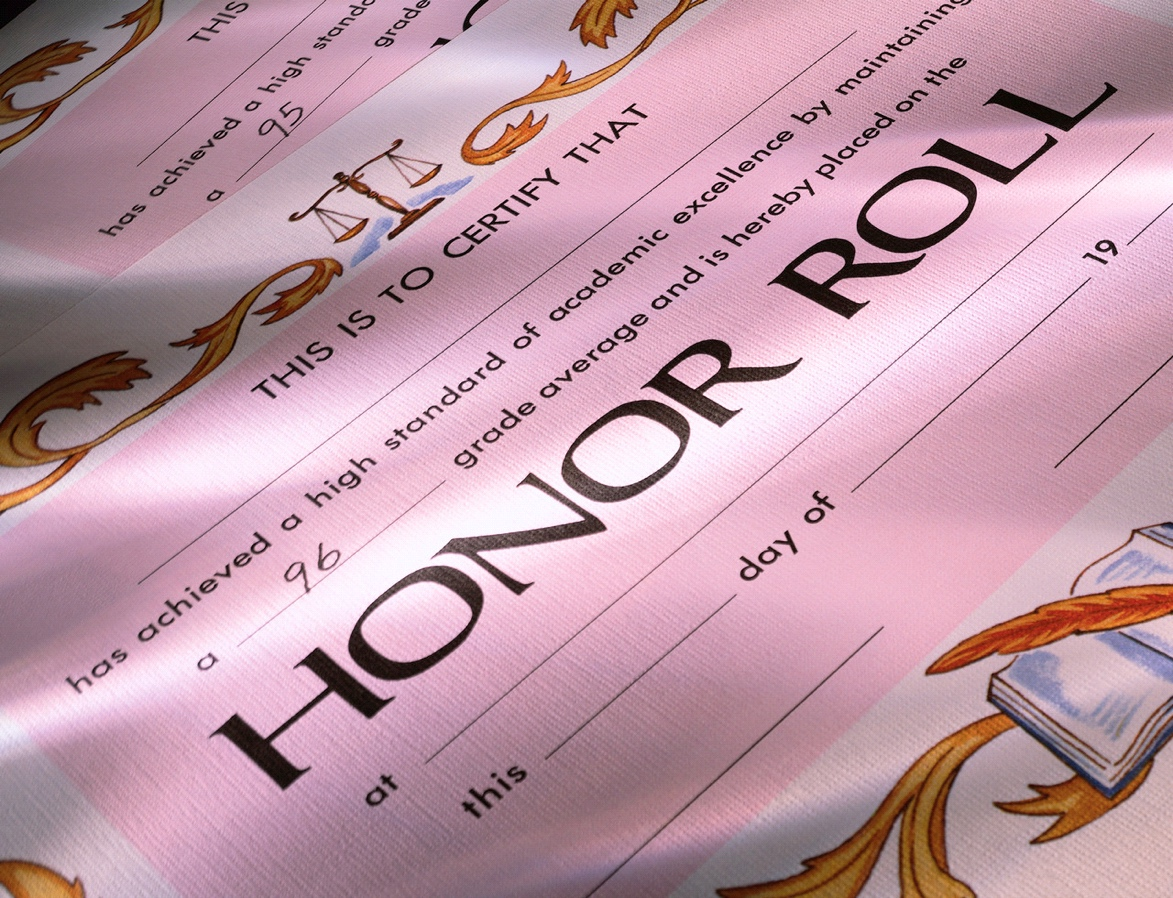 THIS
has achieved a high
a 95 grade
THIS IS TO CERTIFY THAT
has achieved a high standard of academic excellence by maintaining
a 96 grade average and is hereby placed on the
HONOR ROLL
at
this day of 19